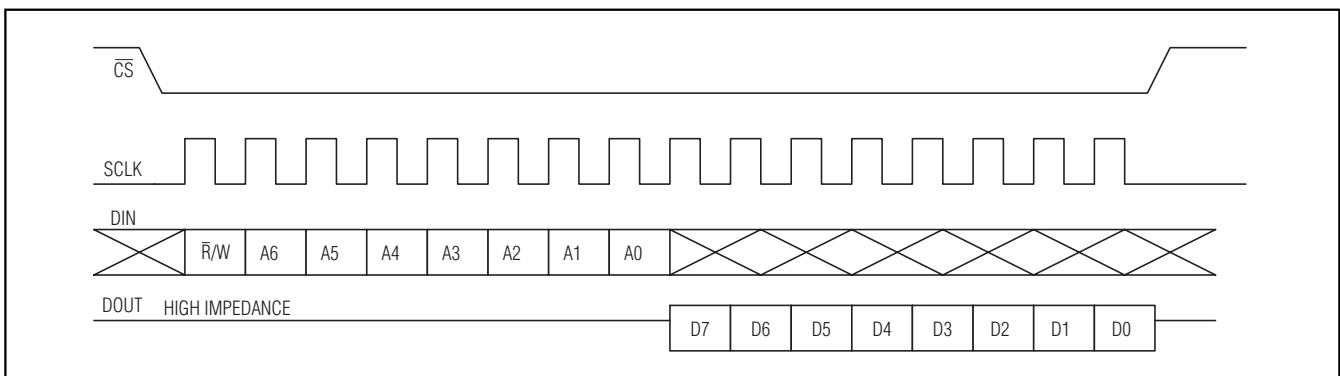 C̅S̅
SCLK
DIN
R̅/W A6 A5 A4 A3 A2 A1 A0
DOUT HIGH IMPEDANCE
D7 D6 D5 D4 D3 D2 D1 D0